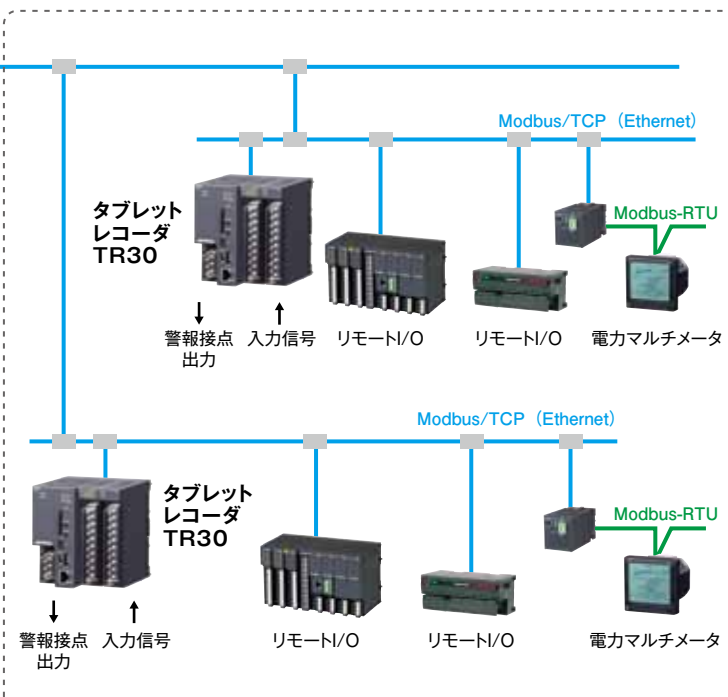 Modbus/TCP（Ethernet）
Modbus-RTU
タブレット
レコーダ
TR30
警報接点
出力
入力信号
リモートI/O
リモートI/O
電力マルチメータ
Modbus/TCP（Ethernet）
Modbus-RTU
タブレット
レコーダ
TR30
警報接点
出力
入力信号
リモートI/O
リモートI/O
電力マルチメータ